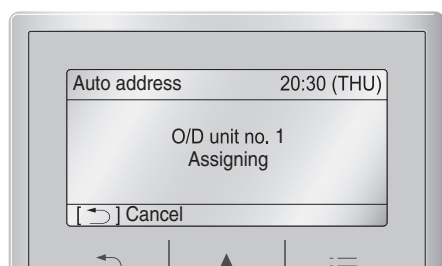 Auto address 20:30 (THU)
O/D unit no. 1
Assigning
[⮌] Cancel